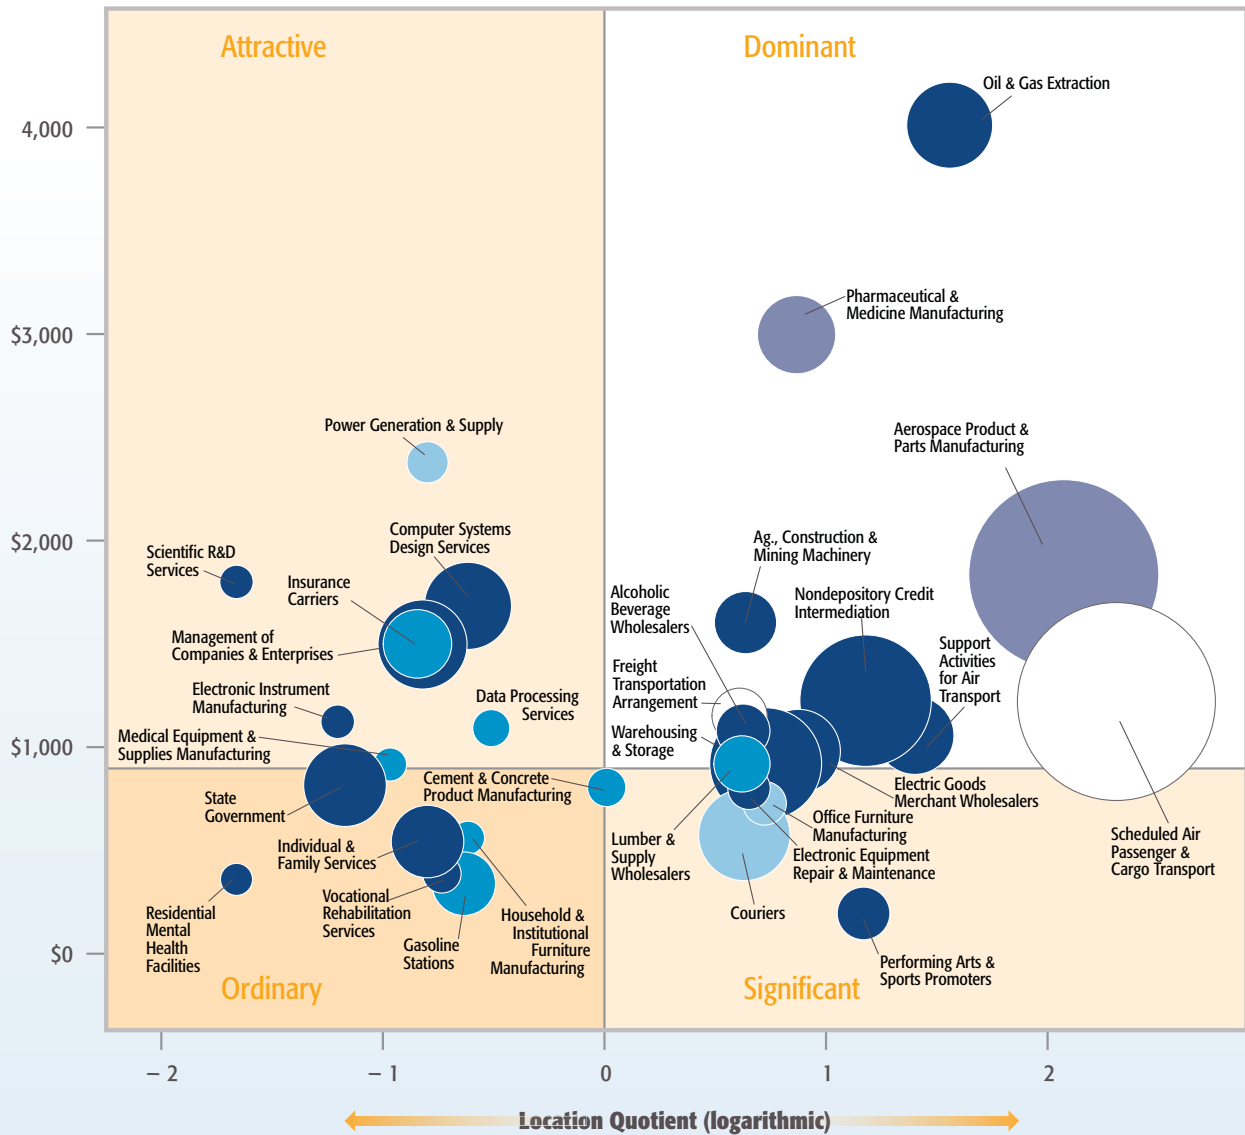 Attractive
Dominant
Oil & Gas Extraction
4,000
Pharmaceutical &
Medicine Manufacturing
$3,000
Power Generation & Supply
Aerospace Product &
Parts Manufacturing
Computer Systems
Design Services
$2,000
Scientific R&D
Services
Insurance
Carriers
Ag., Construction &
Mining Machinery
Alcoholic
Beverage
Wholesalers
Nondepository Credit
Intermediation
Management of
Companies & Enterprises
Support
Activities
for Air
Transport
Freight
Transportation
Arrangement
Electronic Instrument
Manufacturing
Data Processing
Services
Warehousing
& Storage
$1,000
Medical Equipment &
Supplies Manufacturing
Cement & Concrete
Product Manufacturing
Electric Goods
Merchant Wholesalers
State
Government
Office Furniture
Manufacturing
Individual &
Family Services
Lumber &
Supply
Wholesalers
Electronic Equipment
Repair & Maintenance
Scheduled Air
Passenger &
Cargo Transport
Vocational
Rehabilitation
Services
Residential
Mental
Health
Facilities
Household &
Institutional
Furniture
Manufacturing
Couriers
Gasoline
Stations
$0
Performing Arts &
Sports Promoters
Ordinary
Significant
– 2
– 1
0
1
2
Location Quotient (logarithmic)